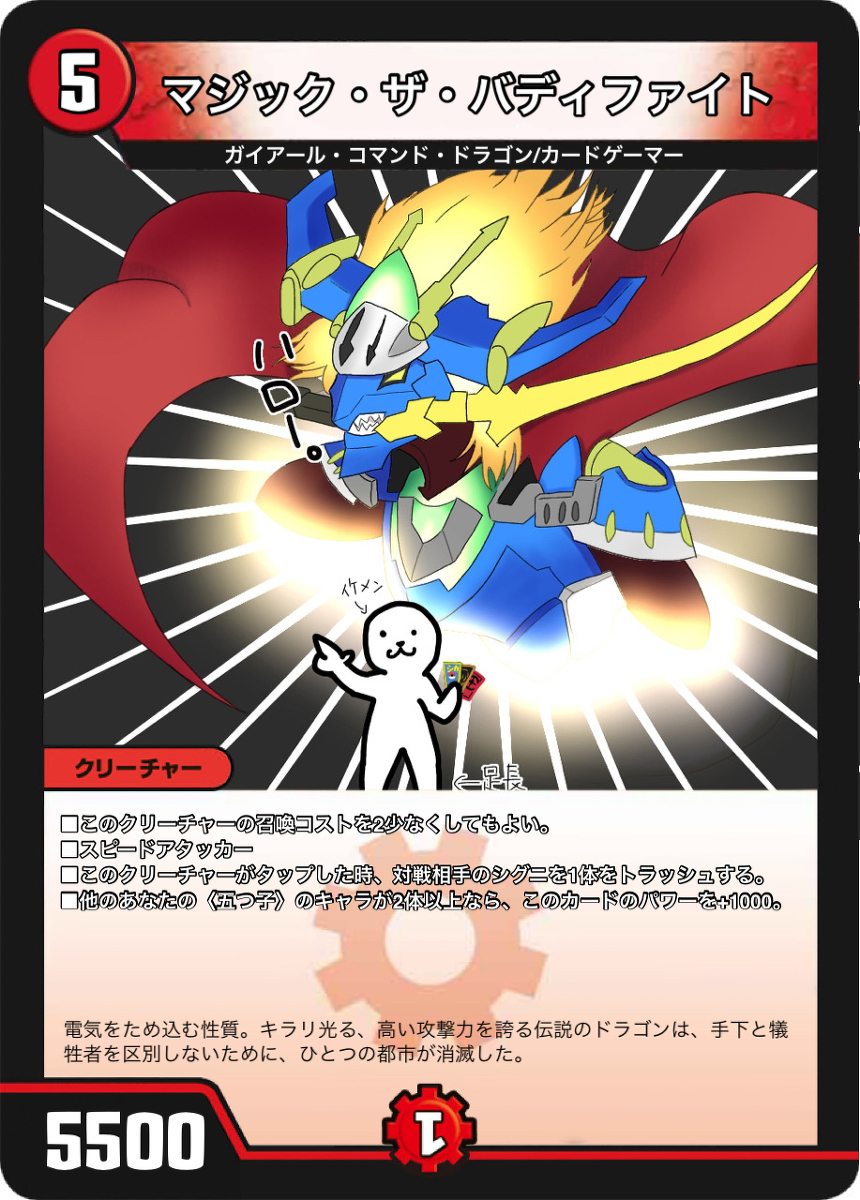 5
マジック・ザ・バディファイト
ガイアール・コマンド・ドラゴン/カードゲーマー
ハロー。
イケメン
シカ
←足長
クリーチャー
■このクリーチャーの召喚コストを2少なくしてもよい。
■スピードアタッカー
■このクリーチャーがタップした時、対戦相手のシグニを1体をトラッシュする。
■他のあなたの〈五つ子〉のキャラが2体以上なら、このカードのパワーを+1000。
電気をため込む性質。キラリ光る、高い攻撃力を誇る伝説のドラゴンは、手下と犠
牲者を区別しないために、ひとつの都市が消滅した。
5500
1